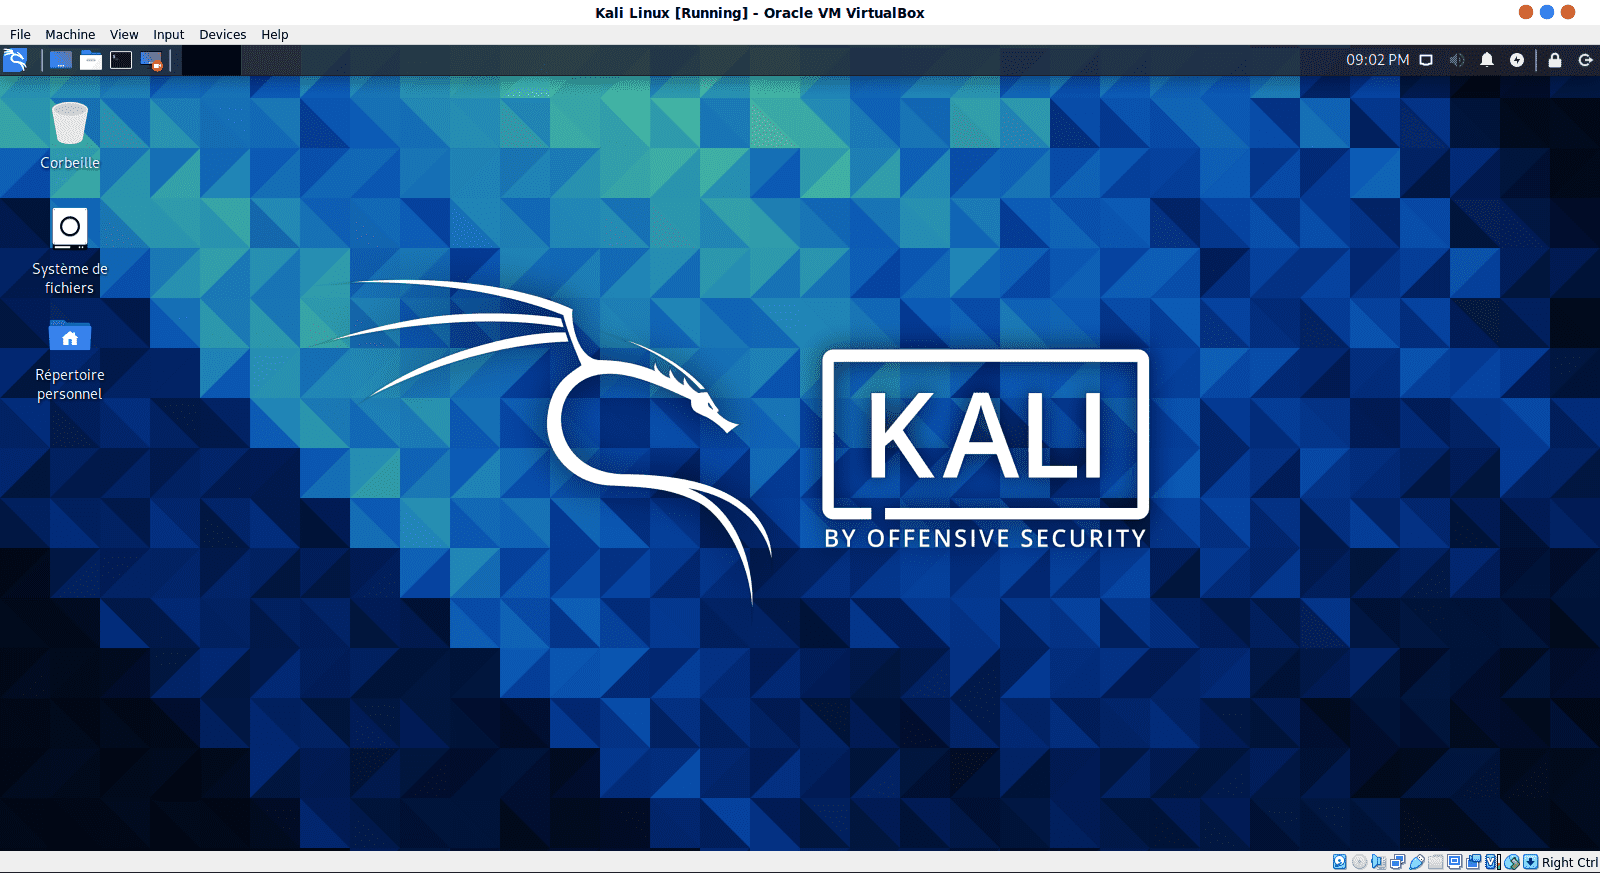 Kali Linux [Running] - Oracle VM VirtualBox
File Machine View Input Devices Help
09:02 PM
Corbeille
Système de
fichiers
Répertoire
personnel
KALI
BY OFFENSIVE SECURITY
Right Ctrl